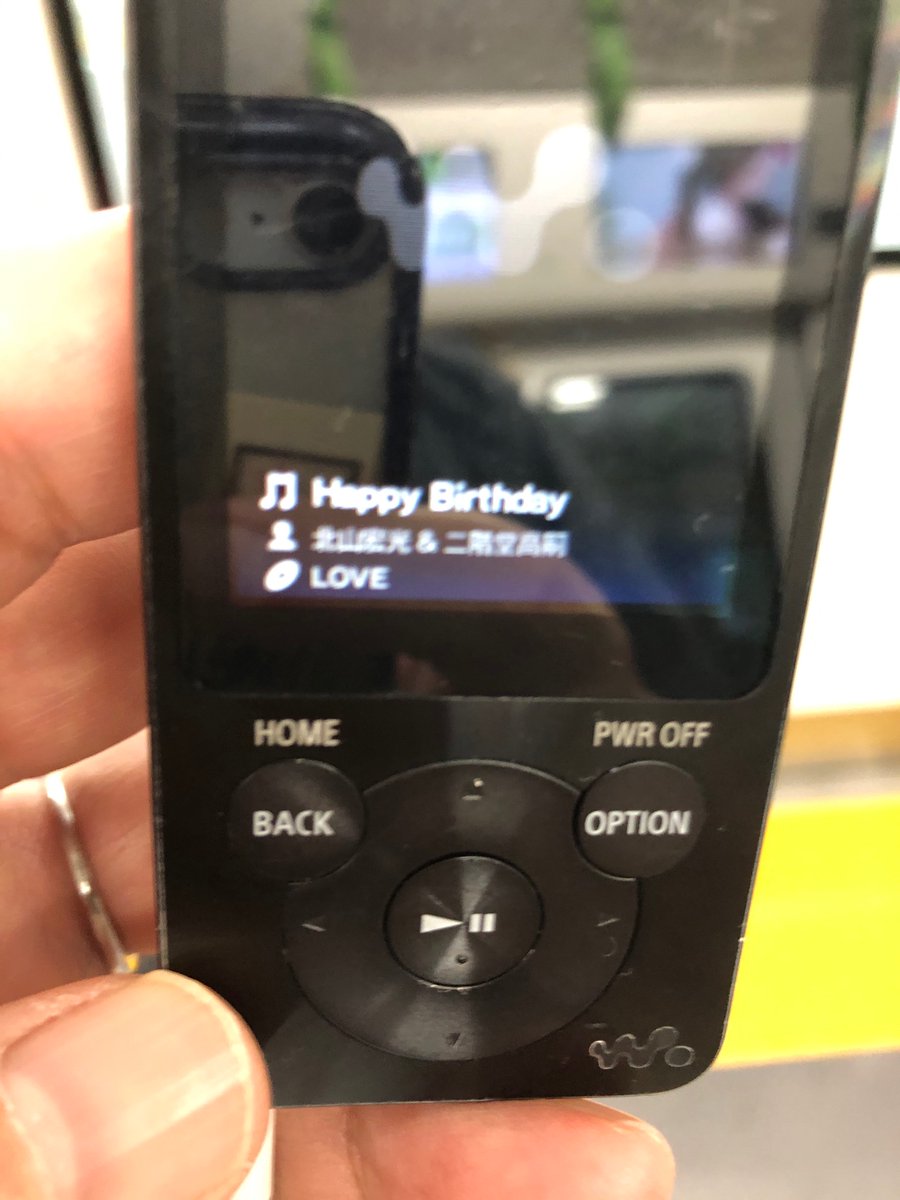 Happy Birthday
北山宏光 & 二階堂高嗣
LOVE
HOME
PWR OFF
BACK
OPTION